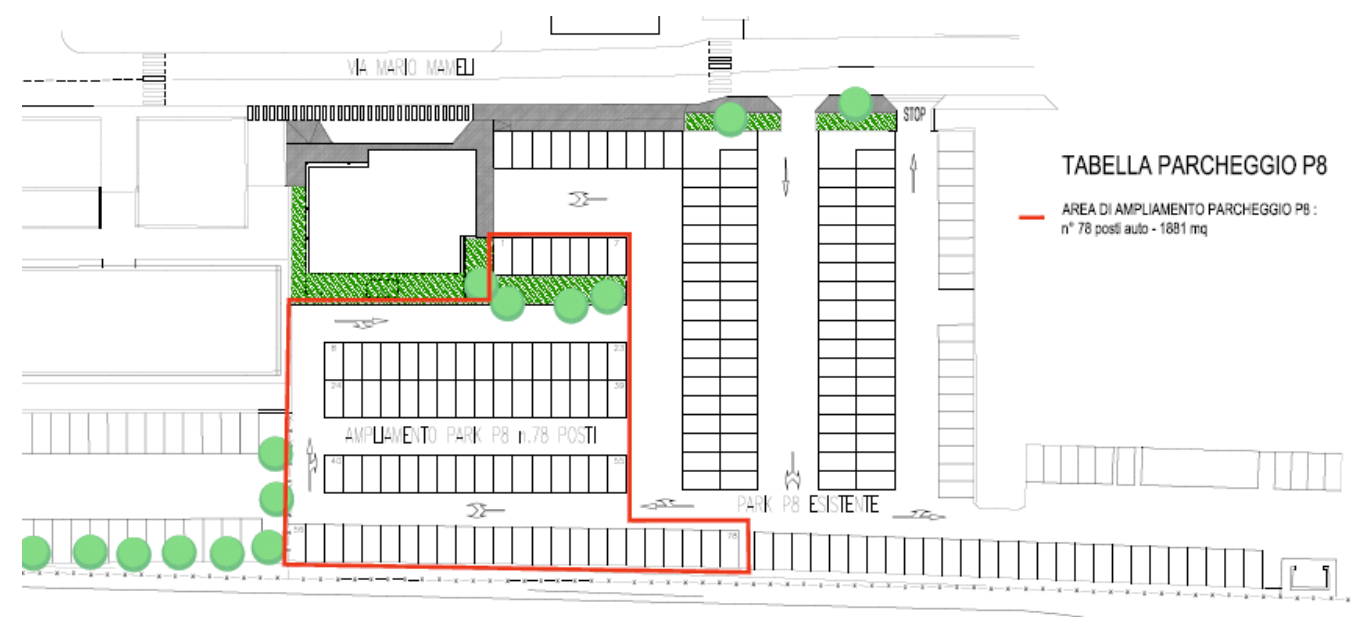 VIA MARIO MAMELI
STOP
TABELLA PARCHEGGIO P8
AREA DI AMPLIAMENTO PARCHEGGIO P8 :
n° 78 posti auto - 1881 mq
1
7
8
23
24
39
AMPLIAMENTO PARK P8 n.78 POSTI
40
55
PARK P8 ESISTENTE
56
78